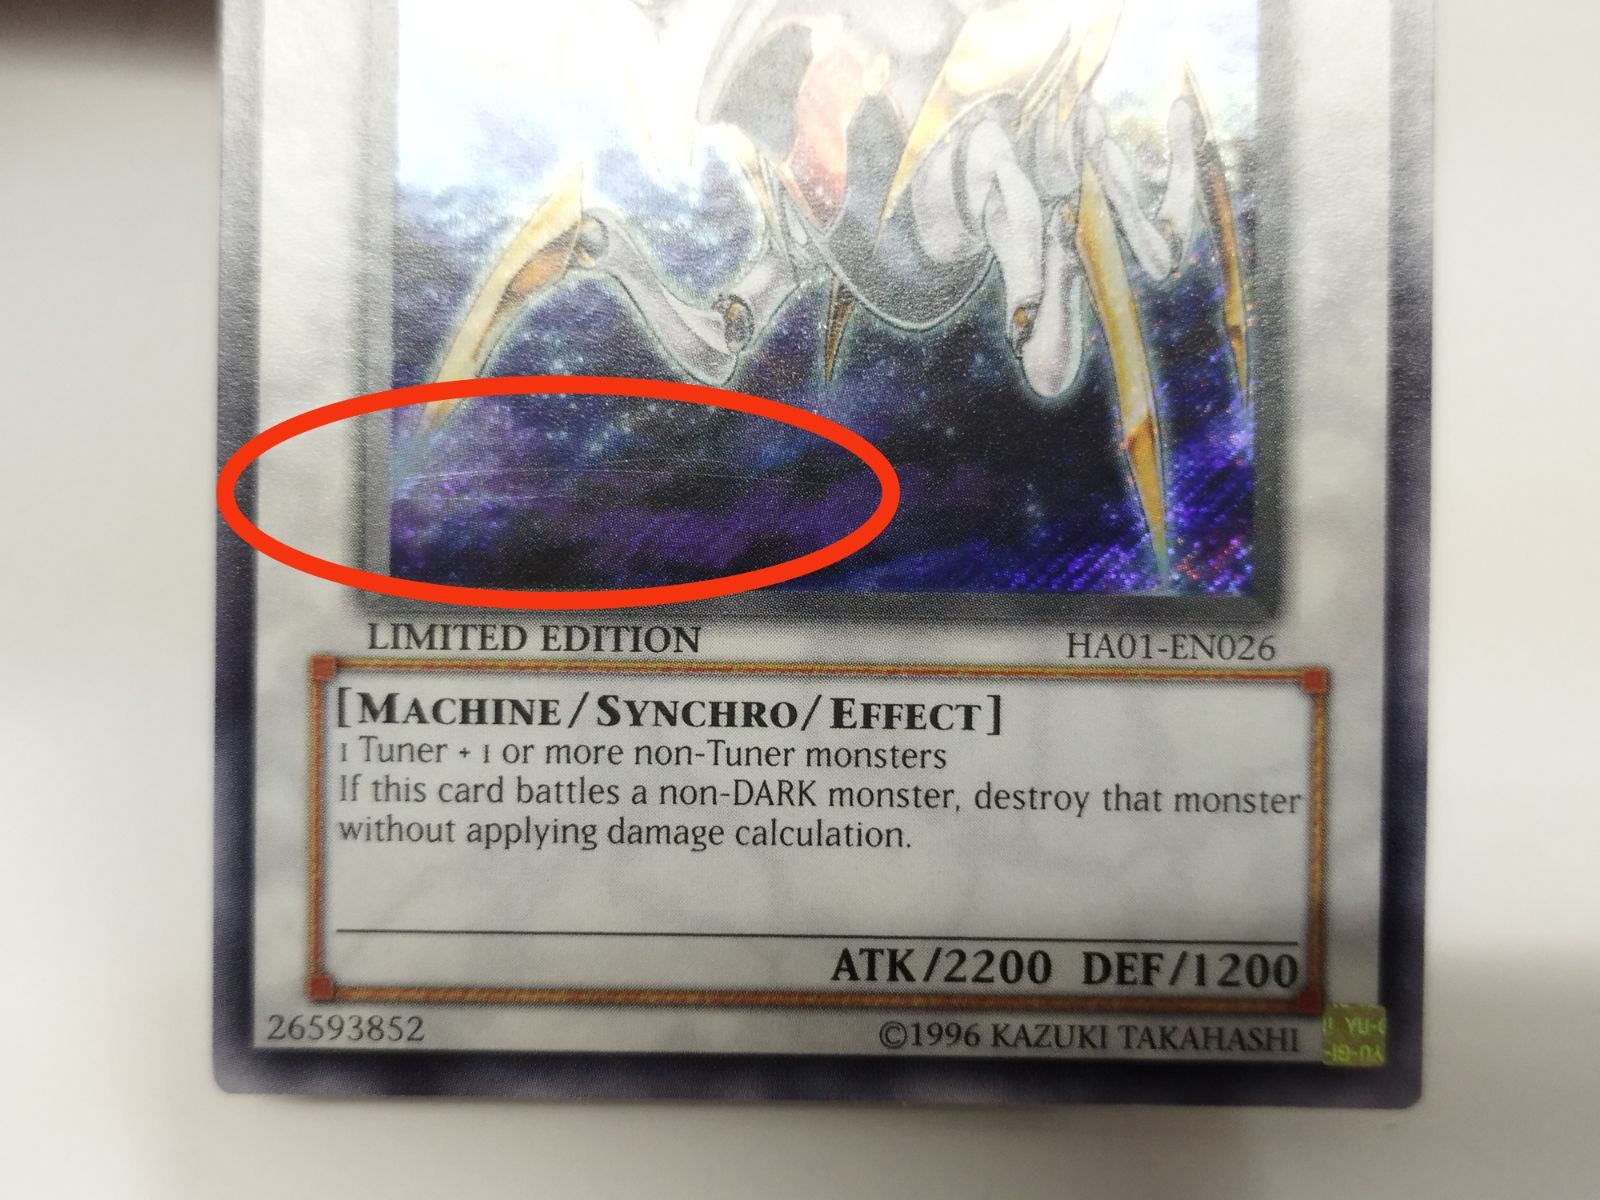 LIMITED EDITION
HA01-EN026
[MACHINE/SYNCHRO/EFFECT]
1 Tuner + 1 or more non-Tuner monsters
If this card battles a non-DARK monster, destroy that monster
without applying damage calculation.
ATK/2200 DEF/1200
26593852
©1996 KAZUKI TAKAHASHI